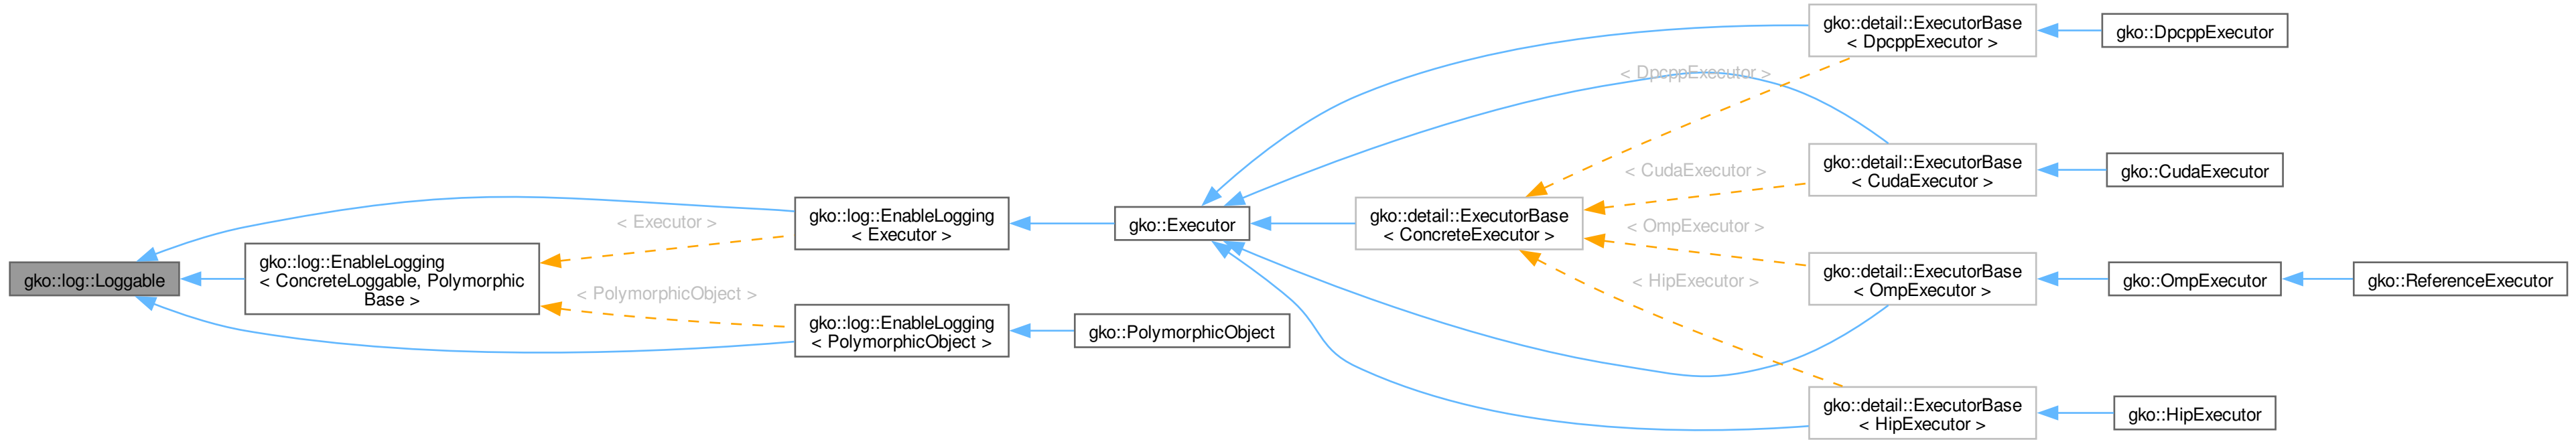 gko::log::Loggable
gko::log::EnableLogging
< ConcreteLoggable, Polymorphic
Base >
< Executor >
< PolymorphicObject >
gko::log::EnableLogging
< Executor >
gko::log::EnableLogging
< PolymorphicObject >
gko::Executor
gko::PolymorphicObject
gko::detail::ExecutorBase
< ConcreteExecutor >
< DpcppExecutor >
< CudaExecutor >
< OmpExecutor >
< HipExecutor >
gko::detail::ExecutorBase
< DpcppExecutor >
gko::detail::ExecutorBase
< CudaExecutor >
gko::detail::ExecutorBase
< OmpExecutor >
gko::detail::ExecutorBase
< HipExecutor >
gko::DpcppExecutor
gko::CudaExecutor
gko::OmpExecutor
gko::HipExecutor
gko::ReferenceExecutor